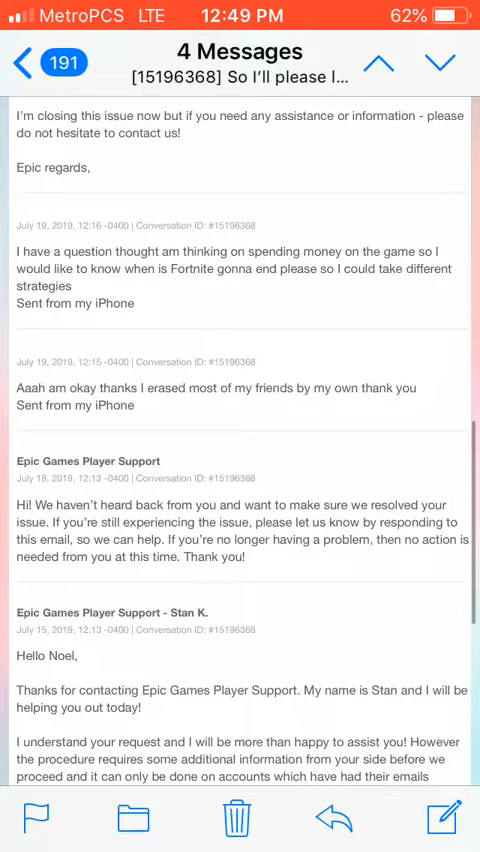 MetroPCS LTE 12:49 PM 62%
191
4 Messages
[15196368] So I'll please l...
I'm closing this issue now but if you need any assistance or information - please
do not hesitate to contact us!
Epic regards,
July 19, 2019, 12:16 -0400 | Conversation ID: #15196368
I have a question thought am thinking on spending money on the game so I
would like to know when is Fortnite gonna end please so I could take different
strategies
Sent from my iPhone
July 19, 2019, 12:15 -0400 | Conversation ID: #15196368
Aaah am okay thanks I erased most of my friends by my own thank you
Sent from my iPhone
Epic Games Player Support
July 18, 2019, 12:13 -0400 | Conversation ID: #15196368
Hi! We haven't heard back from you and want to make sure we resolved your
issue. If you're still experiencing the issue, please let us know by responding to
this email, so we can help. If you're no longer having a problem, then no action is
needed from you at this time. Thank you!
Epic Games Player Support - Stan K.
July 15, 2019, 12:13 -0400 | Conversation ID: #15196368
Hello Noel,
Thanks for contacting Epic Games Player Support. My name is Stan and I will be
helping you out today!
I understand your request and I will be more than happy to assist you! However
the procedure requires some additional information from your side before we
proceed and it can only be done on accounts which have had their emails